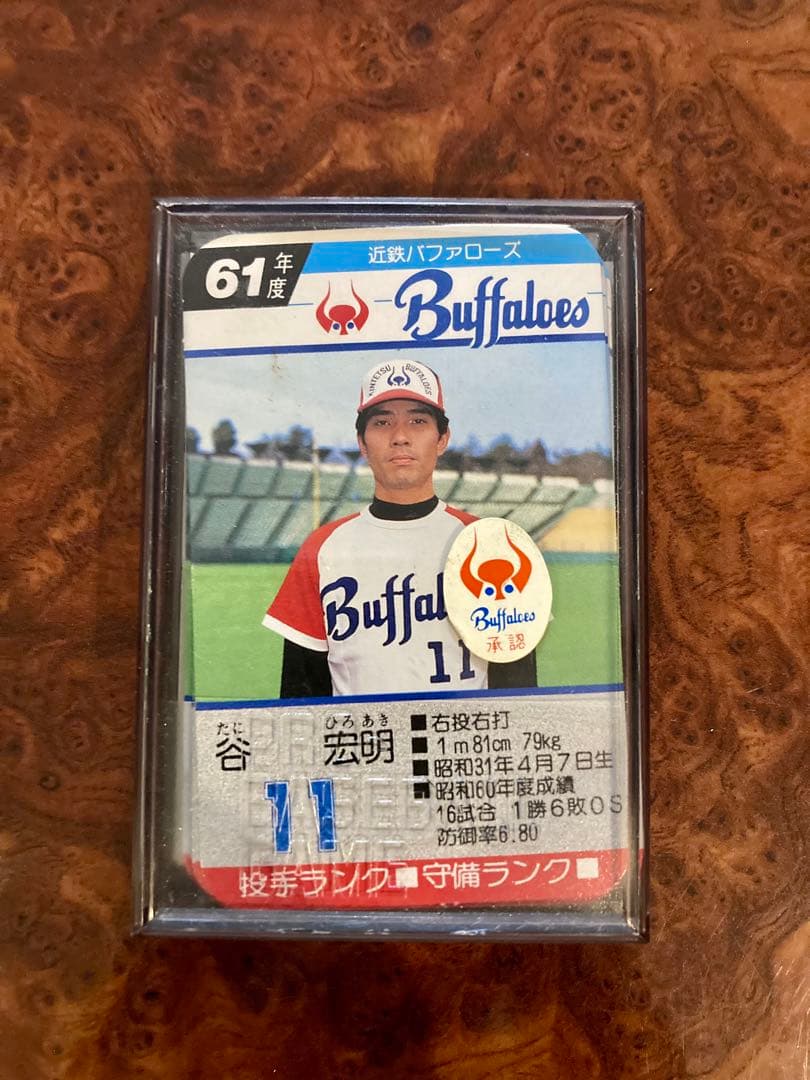 61年度
近鉄バファローズ
Buffaloes
KINTETSU BUFFALOES
Buffal
11
Buffaloes
承認
たに ひろあき
谷 宏明
11
■右投右打
■1m81cm 79kg
■昭和31年4月7日生
■昭和60年度成績
16試合 1勝6敗0S
防御率6.80
PRO
BASEB
GAME
投手ランク■ 守備ランク■